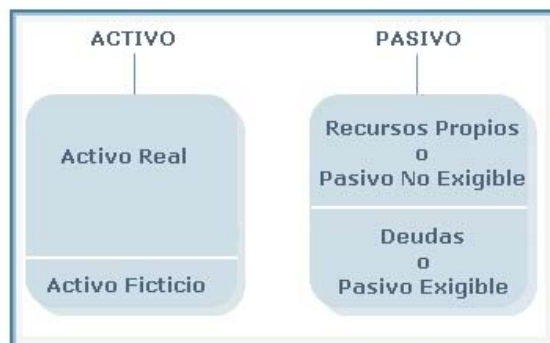 ACTIVO
PASIVO
Activo Real
Activo Ficticio
Recursos Propios
o
Pasivo No Exigible
Deudas
o
Pasivo Exigible